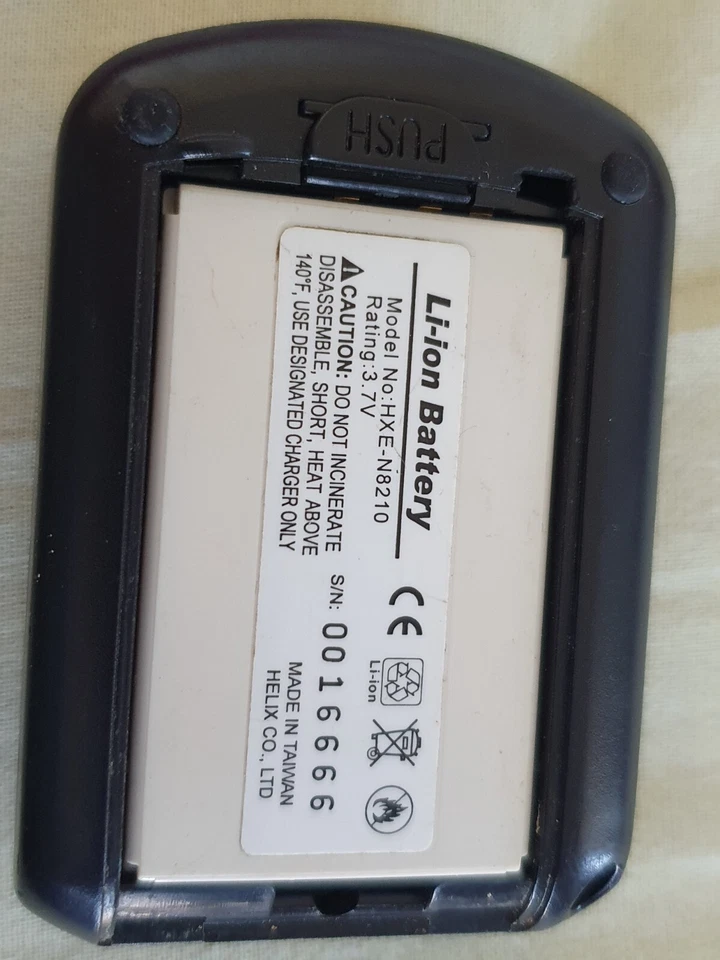 PUSH
Li-ion Battery
Model No:HXE-N8210
Rating:3.7V
CAUTION: DO NOT INCINERATE
DISASSEMBLE, SHORT, HEAT ABOVE
140°F, USE DESIGNATED CHARGER ONLY
CE
Li-ion
S/N: 0016666
MADE IN TAIWAN
HELIX CO., LTD